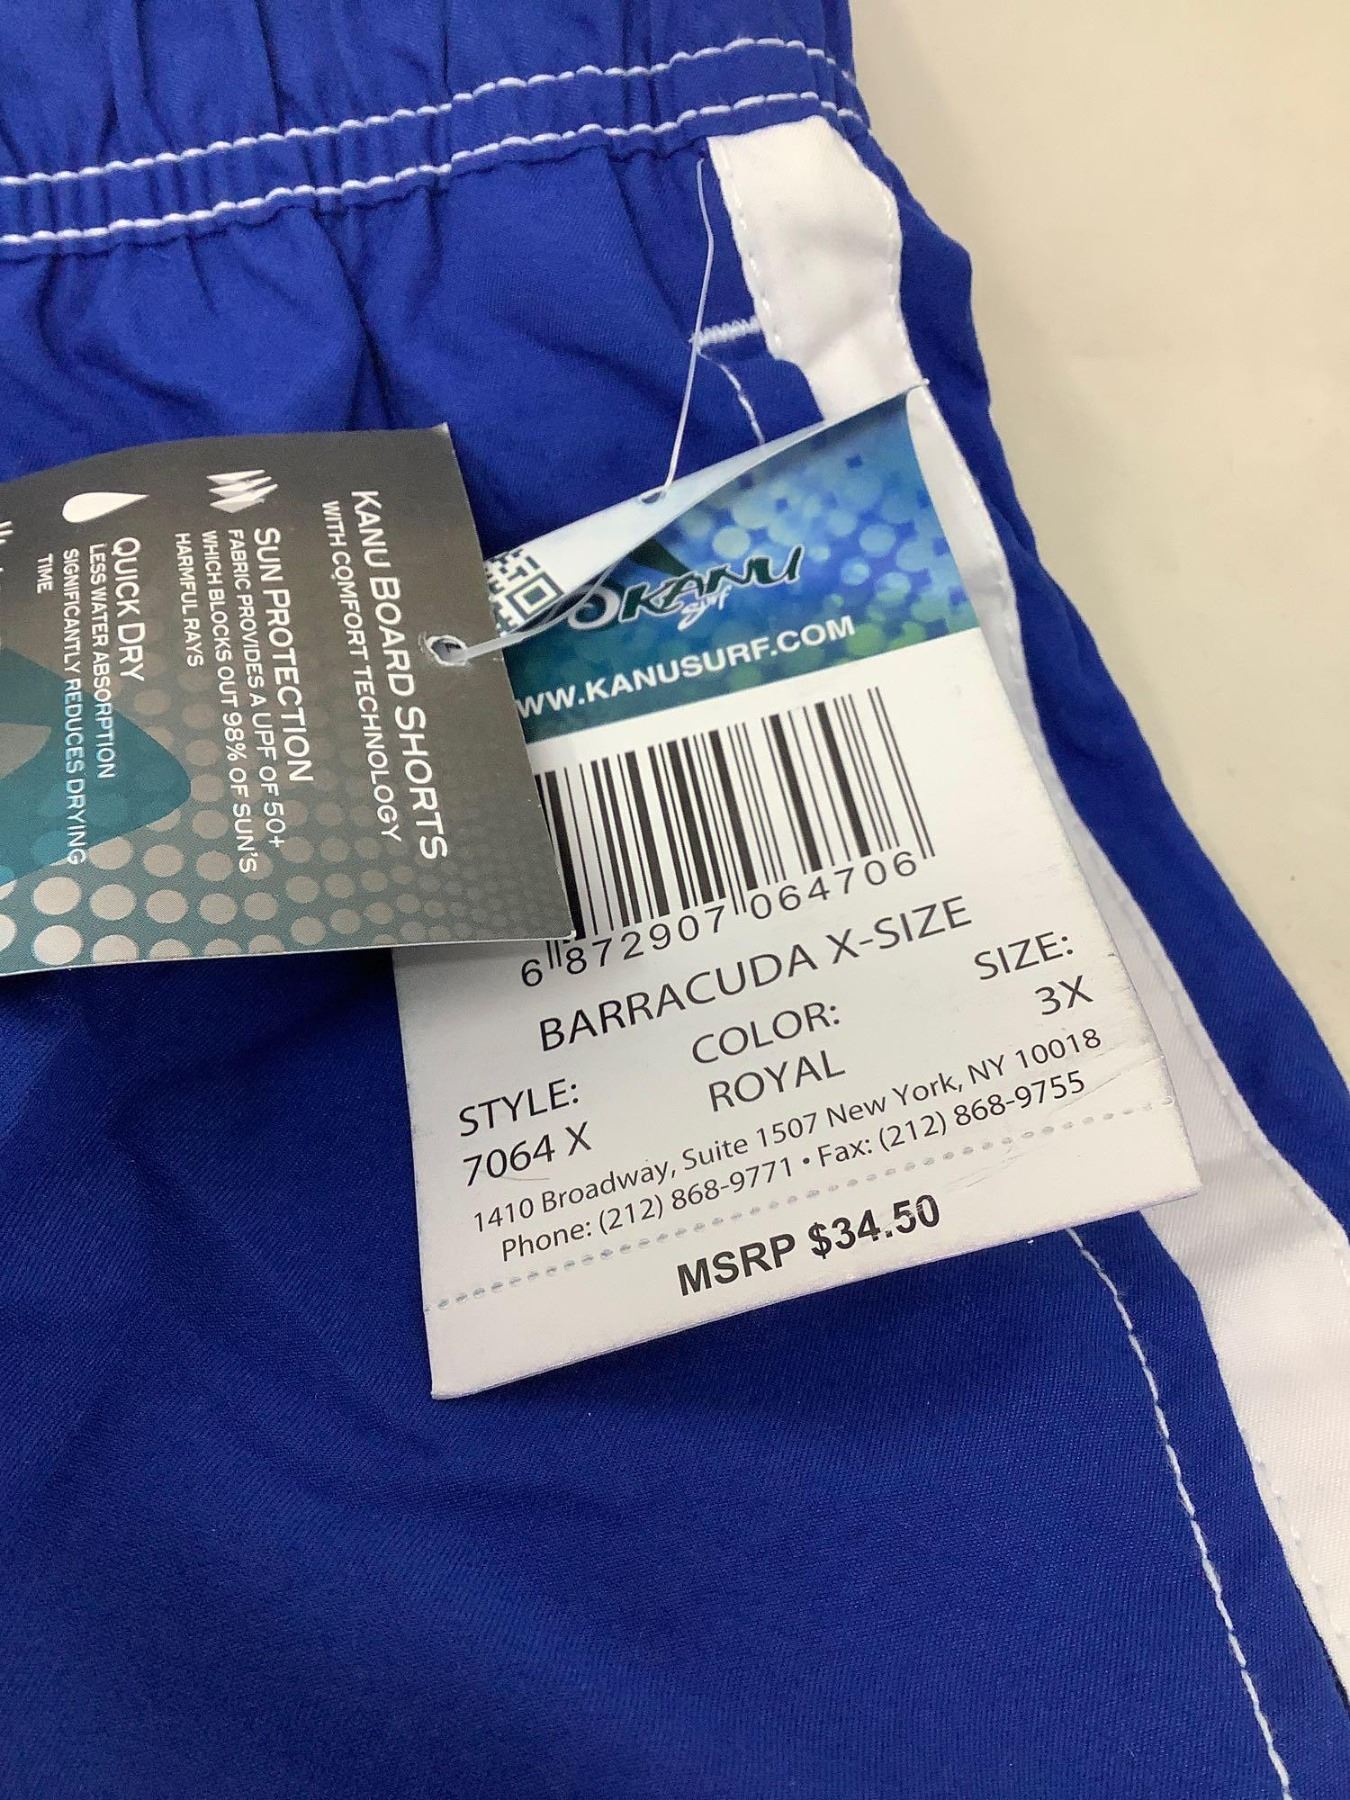 KANU BOARD SHORTS
WITH COMFORT TECHNOLOGY
SUN PROTECTION
FABRIC PROVIDES A UPF OF 50+
WHICH BLOCKS OUT 98% OF SUN'S
HARMFUL RAYS
QUICK DRY
LESS WATER ABSORPTION
SIGNIFICANTLY REDUCES DRYING
TIME
KANU
Surf
WW.KANUSURF.COM
6 872907 064706
BARRACUDA X-SIZE
STYLE: COLOR: SIZE:
7064 X ROYAL 3X
1410 Broadway, Suite 1507 New York, NY 10018
Phone: (212) 868-9771 • Fax: (212) 868-9755
MSRP $34.50